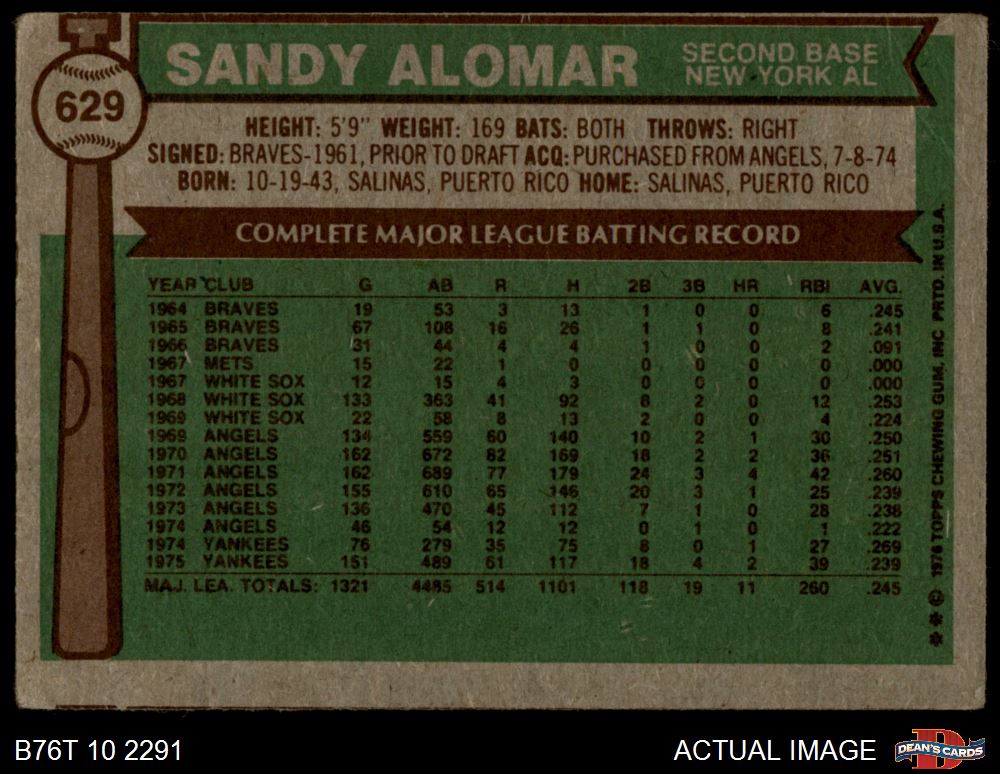 629
SANDY ALOMAR
SECOND BASE
NEW YORK AL
HEIGHT: 5'9" WEIGHT: 169 BATS: BOTH THROWS: RIGHT
SIGNED: BRAVES-1961, PRIOR TO DRAFT ACQ: PURCHASED FROM ANGELS, 7-8-74
BORN: 10-19-43, SALINAS, PUERTO RICO HOME: SALINAS, PUERTO RICO
COMPLETE MAJOR LEAGUE BATTING RECORD
YEAR CLUB G AB R H 2B 3B HR RBI AVG.
1964 BRAVES 19 53 3 13 1 0 0 6 .245
1965 BRAVES 67 108 16 26 1 1 0 8 .241
1966 BRAVES 31 44 4 4 1 0 0 2 .091
1967 METS 15 22 1 0 0 0 0 0 .000
1967 WHITE SOX 12 15 4 3 0 0 0 0 .000
1968 WHITE SOX 133 363 41 92 8 2 0 12 .253
1969 WHITE SOX 22 58 8 13 2 0 0 4 .224
1969 ANGELS 134 559 60 140 10 2 1 30 .250
1970 ANGELS 162 672 82 169 18 2 2 36 .251
1971 ANGELS 162 689 77 179 24 3 4 42 .260
1972 ANGELS 155 610 65 146 20 3 1 25 .239
1973 ANGELS 136 470 45 112 7 1 0 28 .238
1974 ANGELS 46 54 12 12 0 1 0 1 .222
1974 YANKEES 76 279 35 75 8 0 1 27 .269
1975 YANKEES 151 489 61 117 18 4 2 39 .239
MAJ. LEA. TOTALS: 1321 4485 514 1101 118 19 11 260 .245
** © 1976 TOPPS CHEWING GUM, INC PRTD. IN U.S.A.
B76T 10 2291
ACTUAL IMAGE
D
DEAN'S CARDS